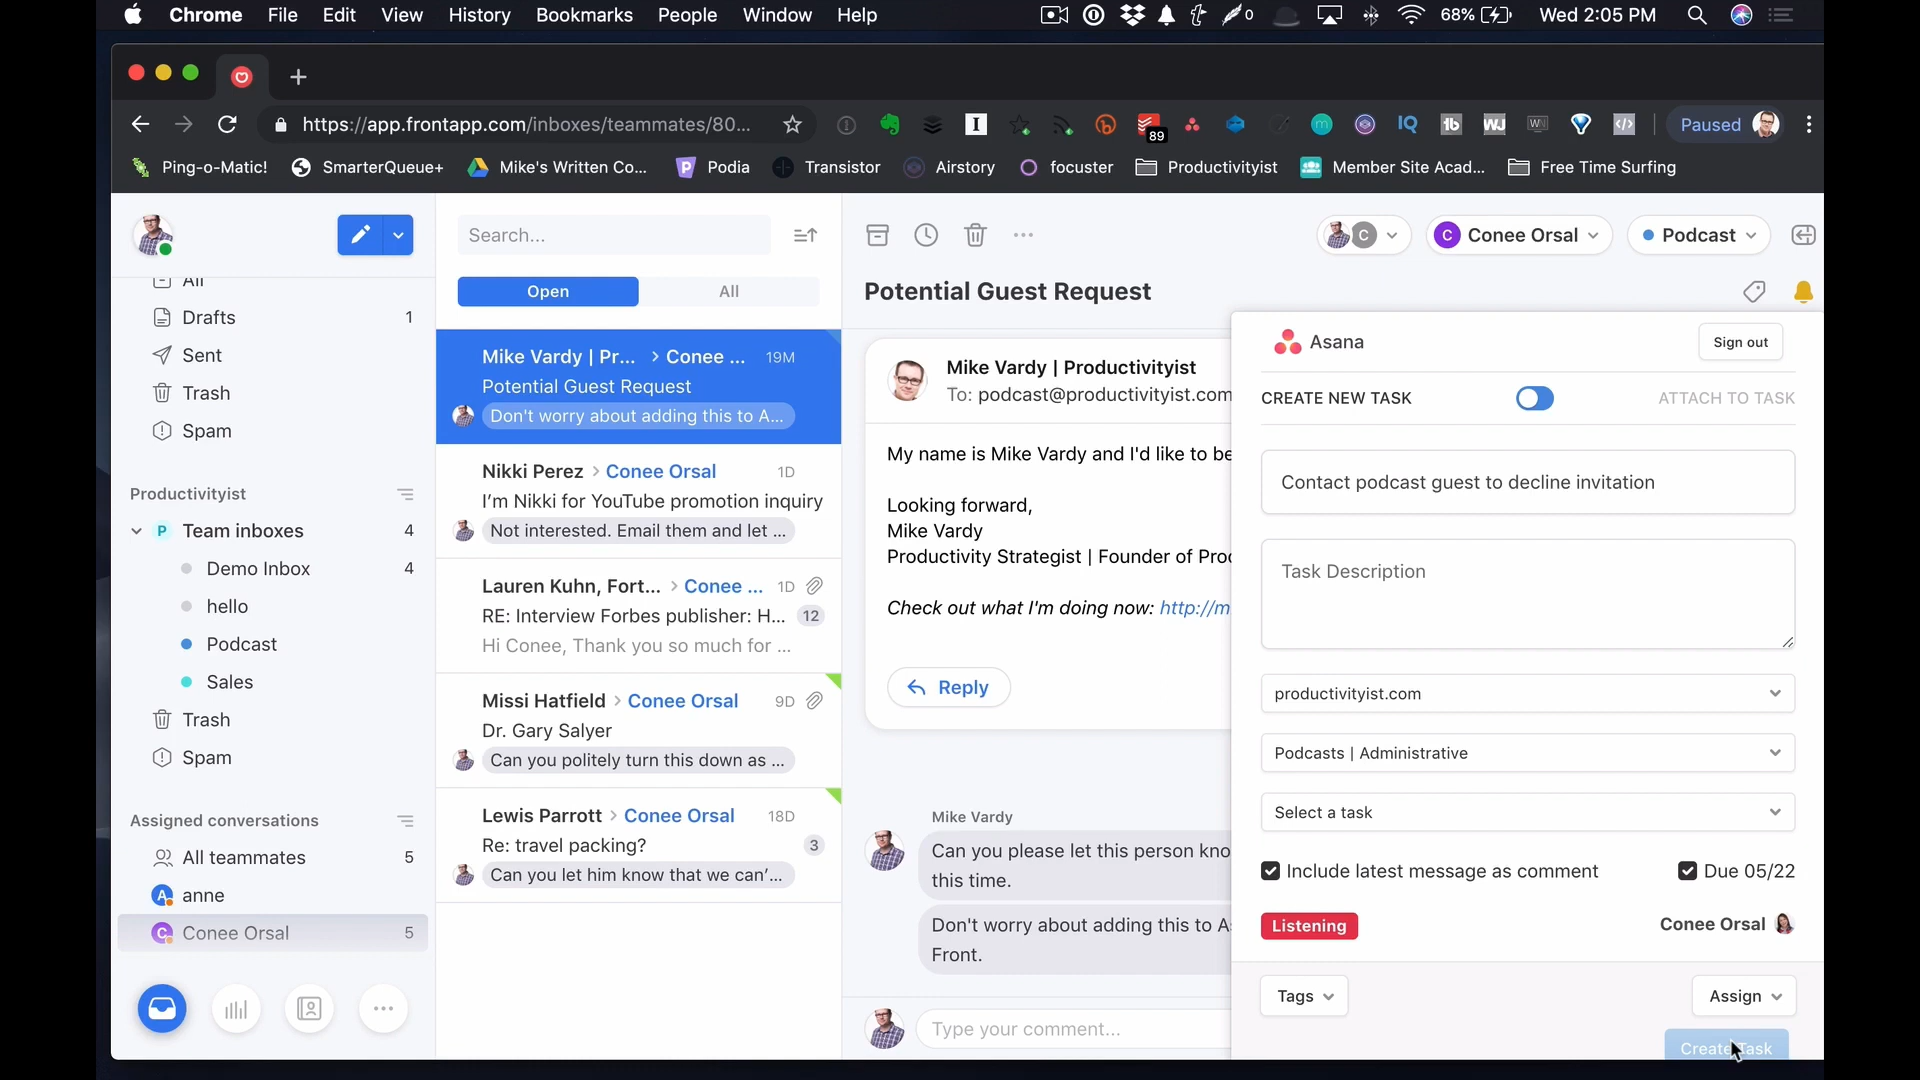 Chrome File Edit View History Bookmarks People Window Help
0 68% Wed 2:05 PM
https://app.frontapp.com/inboxes/teammates/80...
89
Paused
Ping-o-Matic! SmarterQueue+ Mike's Written Co... Podia Transistor Airstory focuster Productivityist Member Site Acad... Free Time Surfing
All
Drafts 1
Sent
Trash
Spam
Productivityist
P Team inboxes 4
Demo Inbox 4
hello
Podcast
Sales
Trash
Spam
Assigned conversations
All teammates 5
A anne
C Conee Orsal 5
Search...
Open All
Mike Vardy | Pr... > Conee ... 19M
Potential Guest Request
Don't worry about adding this to A...
Nikki Perez > Conee Orsal 1D
I'm Nikki for YouTube promotion inquiry
Not interested. Email them and let ...
Lauren Kuhn, Fort... > Conee ... 1D
RE: Interview Forbes publisher: H... 12
Hi Conee, Thank you so much for ...
Missi Hatfield > Conee Orsal 9D
Dr. Gary Salyer
Can you politely turn this down as ...
Lewis Parrott > Conee Orsal 18D
Re: travel packing? 3
Can you let him know that we can'...
C C Conee Orsal Podcast
Potential Guest Request
Mike Vardy | Productivityist
To: podcast@productivityist.com
My name is Mike Vardy and I'd like to be
Looking forward,
Mike Vardy
Productivity Strategist | Founder of Proc
Check out what I'm doing now: http://m
Reply
Mike Vardy
Can you please let this person kno
this time.
Don't worry about adding this to A
Front.
Type your comment...
Asana Sign out
CREATE NEW TASK ATTACH TO TASK
Contact podcast guest to decline invitation
Task Description
productivityist.com
Podcasts | Administrative
Select a task
Include latest message as comment Due 05/22
Listening Conee Orsal
Tags Assign
Create Task